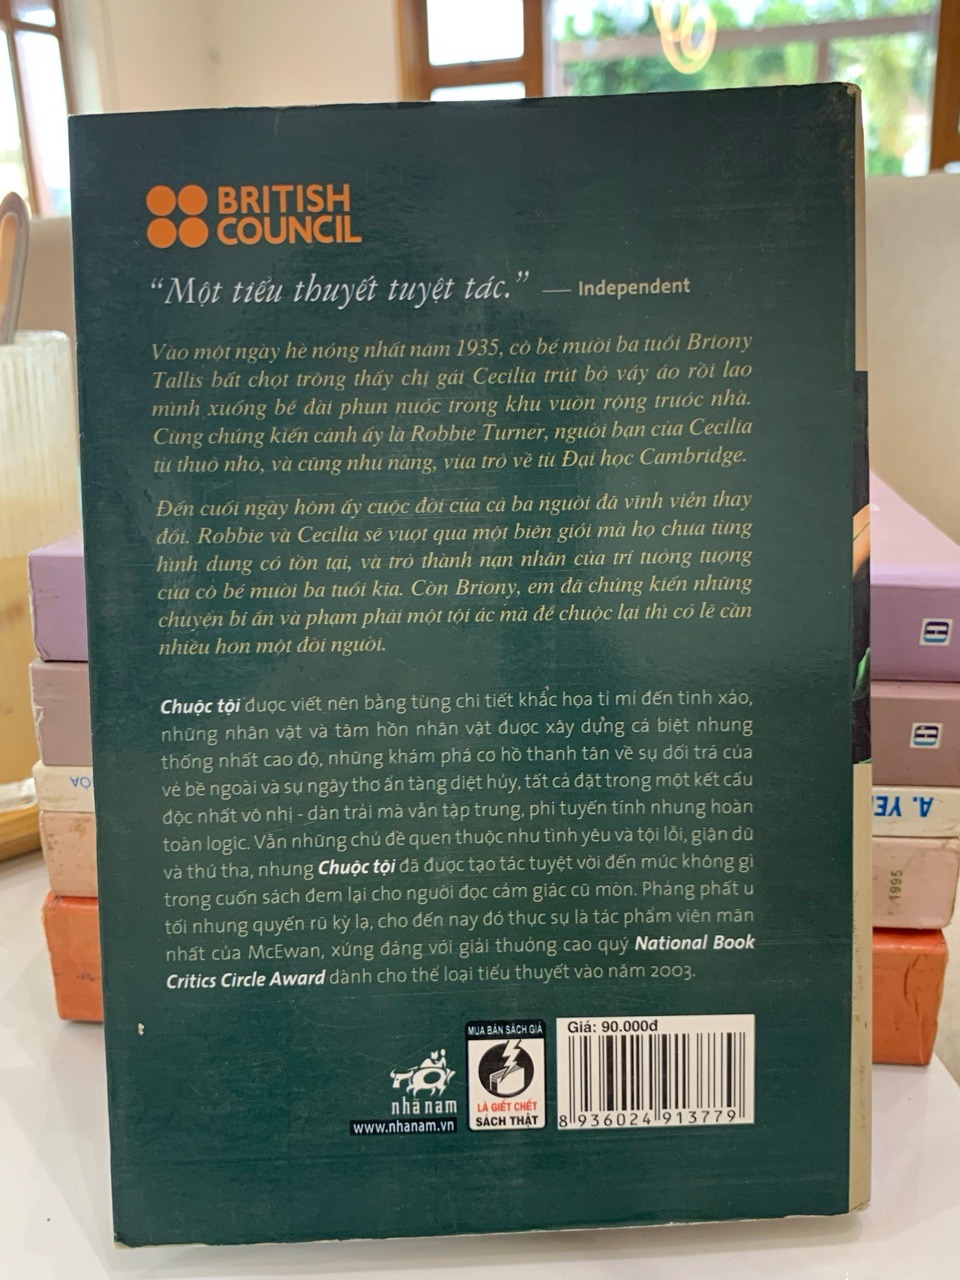 BRITISH
COUNCIL
“Một tiểu thuyết tuyệt tác.” — Independent
Vào một ngày hè nóng nhất năm 1935, cô bé mười ba tuổi Briony
Tallis bất chợt trông thấy chị gái Cecilia trút bỏ váy áo rồi lao
mình xuống bể đài phun nước trong khu vườn rộng trước nhà.
Cùng chứng kiến cảnh ấy là Robbie Turner, người bạn của Cecilia
từ thuở nhỏ, và cũng như nàng, vừa trở về từ Đại học Cambridge.
Đến cuối ngày hôm ấy cuộc đời của cả ba người đã vĩnh viễn thay
đổi. Robbie và Cecilia sẽ vượt qua một biên giới mà họ chưa từng
hình dung có tồn tại, và trở thành nạn nhân của trí tưởng tượng
của cô bé mười ba tuổi kia. Còn Briony, em đã chứng kiến những
chuyện bí ẩn và phạm phải một tội ác mà để chuộc lại thì có lẽ cần
nhiều hơn một đời người.
Chuộc tội được viết nên bằng từng chi tiết khắc họa tỉ mỉ đến tinh xảo,
những nhân vật và tâm hồn nhân vật được xây dựng cá biệt nhưng
thống nhất cao độ, những khám phá cơ hồ thanh tân về sự dối trá của
vẻ bề ngoài và sự ngây thơ ẩn tàng diệt hủy, tất cả đặt trong một kết cấu
độc nhất vô nhị - dàn trải mà vẫn tập trung, phi tuyến tính nhưng hoàn
toàn logic. Vẫn những chủ đề quen thuộc như tình yêu và tội lỗi, giận dữ
và thứ tha, nhưng Chuộc tội đã được tạo tác tuyệt vời đến mức không gì
trong cuốn sách đem lại cho người đọc cảm giác cũ mòn. Phảng phất u
tối nhưng quyến rũ kỳ lạ, cho đến nay đó thực sự là tác phẩm viên mãn
nhất của McEwan, xứng đáng với giải thưởng cao quý National Book
Critics Circle Award dành cho thể loại tiểu thuyết vào năm 2003.
nhã nam
www.nhanam.vn
MUA BÁN SÁCH GIẢ
LÀ GIẾT CHẾT
SÁCH THẬT
Giá: 90.000đ
8 936024 913779
A. YE
1995